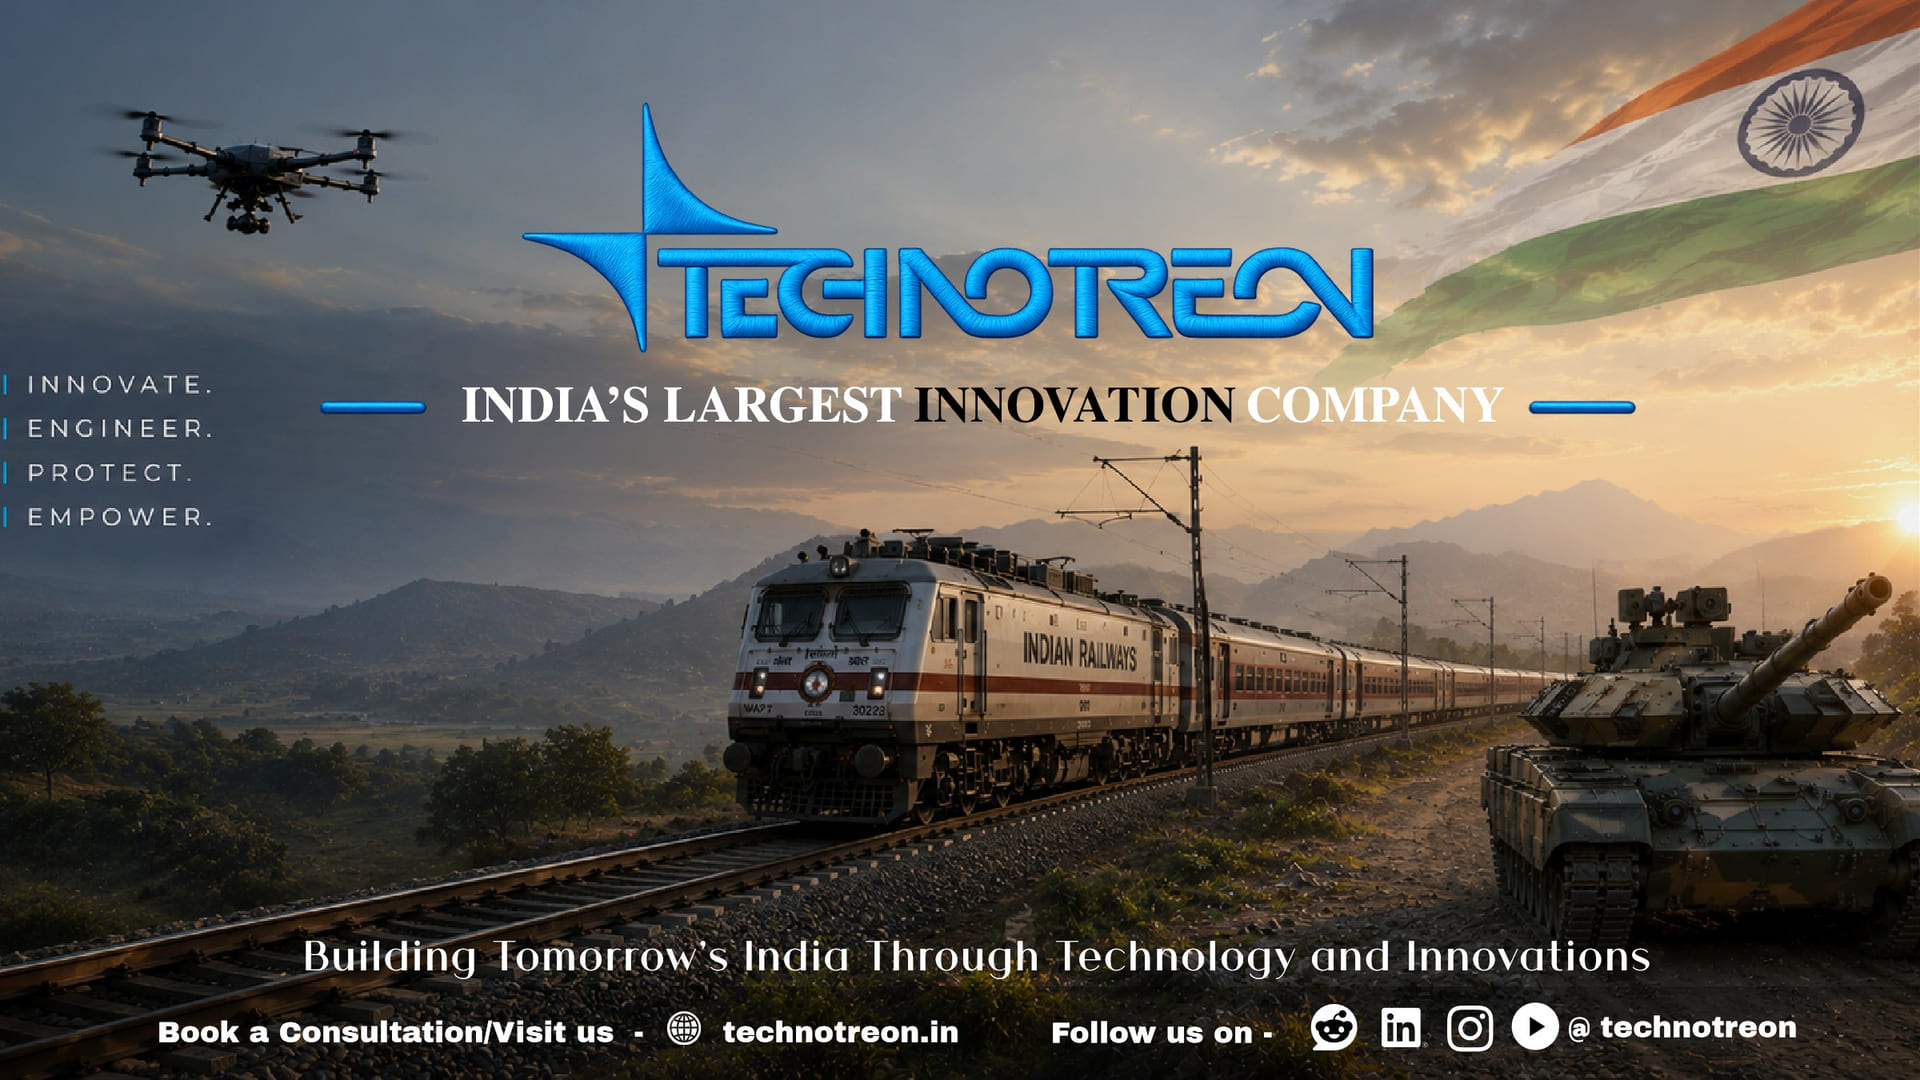 TECHNOTREON
INDIA'S LARGEST INNOVATION COMPANY
INNOVATE.
ENGINEER.
PROTECT.
EMPOWER.
INDIAN RAILWAYS
30223
Building Tomorrow's India Through Technology and Innovations
Book a Consultation/Visit us - technotreon.in
Follow us on - in @ technotreon